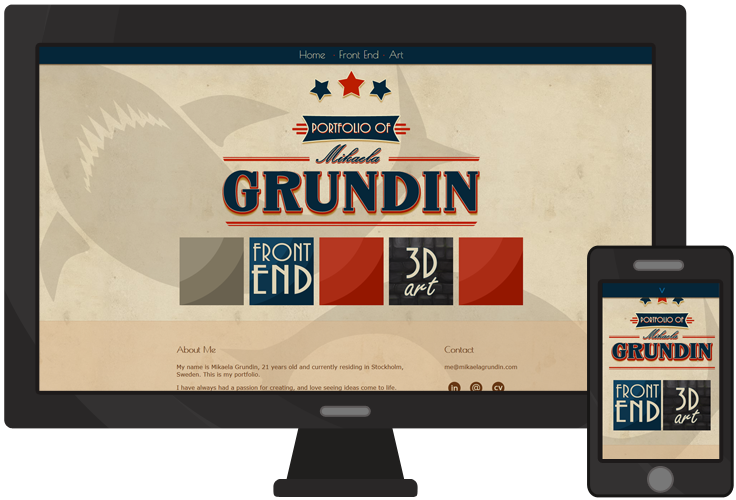 Home · Front End · Art
PORTFOLIO OF
Mikaela
GRUNDIN
FRONT
END
3D
art
About Me
My name is Mikaela Grundin, 21 years old and currently residing in Stockholm,
Sweden. This is my portfolio.
I have always had a passion for creating, and love seeing ideas come to life.
Contact
me@mikaelagrundin.com
in @ cv
v
PORTFOLIO OF
Mikaela
GRUNDIN
FRONT
END
3D
art